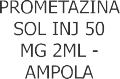 PROMETAZINA
SOL INJ 50
MG 2ML -
AMPOLA